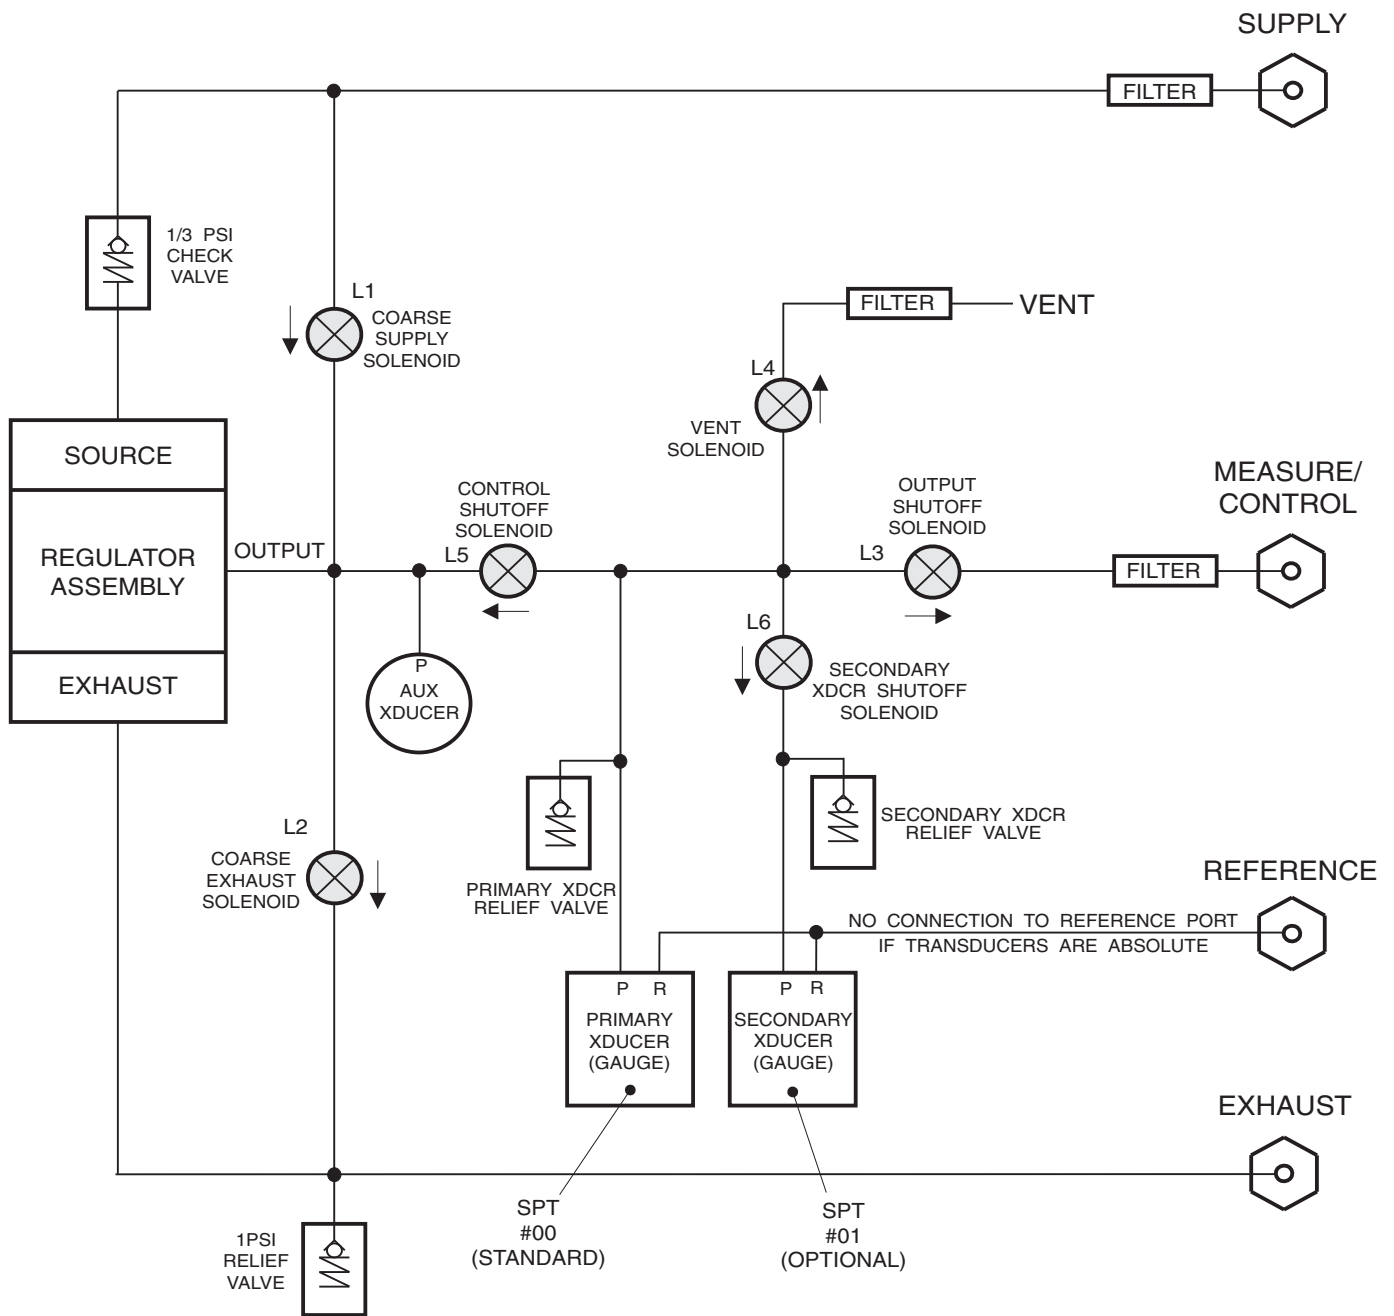 SUPPLY
FILTER
1/3 PSI
CHECK
VALVE
L1
COARSE
SUPPLY
SOLENOID
FILTER
VENT
L4
VENT
SOLENOID
SOURCE
REGULATOR
ASSEMBLY
EXHAUST
OUTPUT
CONTROL
SHUTOFF
SOLENOID
L5
OUTPUT
SHUTOFF
SOLENOID
L3
MEASURE/
CONTROL
FILTER
P
AUX
XDUCER
L6
SECONDARY
XDCR SHUTOFF
SOLENOID
L2
COARSE
EXHAUST
SOLENOID
PRIMARY XDCR
RELIEF VALVE
SECONDARY XDCR
RELIEF VALVE
REFERENCE
NO CONNECTION TO REFERENCE PORT
IF TRANSDUCERS ARE ABSOLUTE
P R
PRIMARY
XDUCER
(GAUGE)
P R
SECONDARY
XDUCER
(GAUGE)
EXHAUST
SPT
#00
(STANDARD)
SPT
#01
(OPTIONAL)
1PSI
RELIEF
VALVE